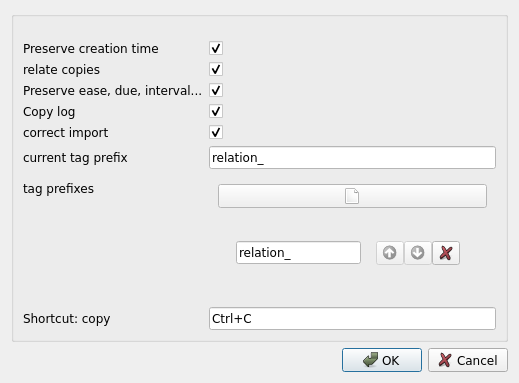 Preserve creation time
relate copies
Preserve ease, due, interval...
Copy log
correct import
current tag prefix relation_
tag prefixes
relation_
Shortcut: copy Ctrl+C
OK Cancel